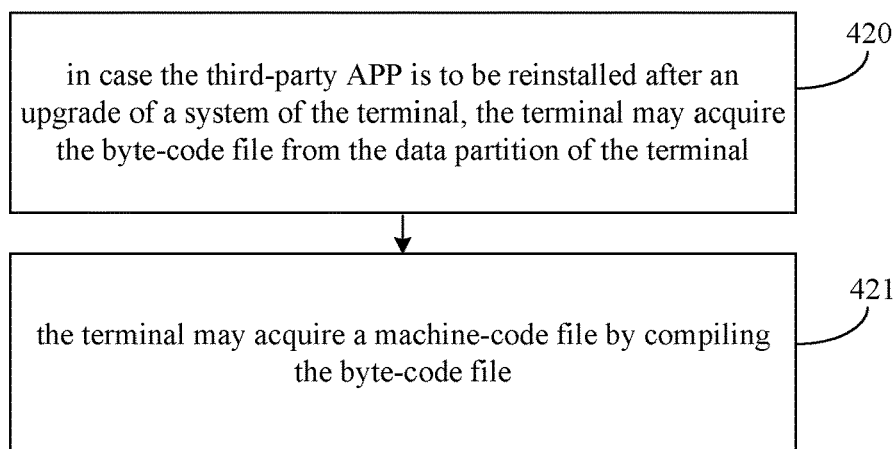 420
in case the third-party APP is to be reinstalled after an
upgrade of a system of the terminal, the terminal may acquire
the byte-code file from the data partition of the terminal
421
the terminal may acquire a machine-code file by compiling
the byte-code file